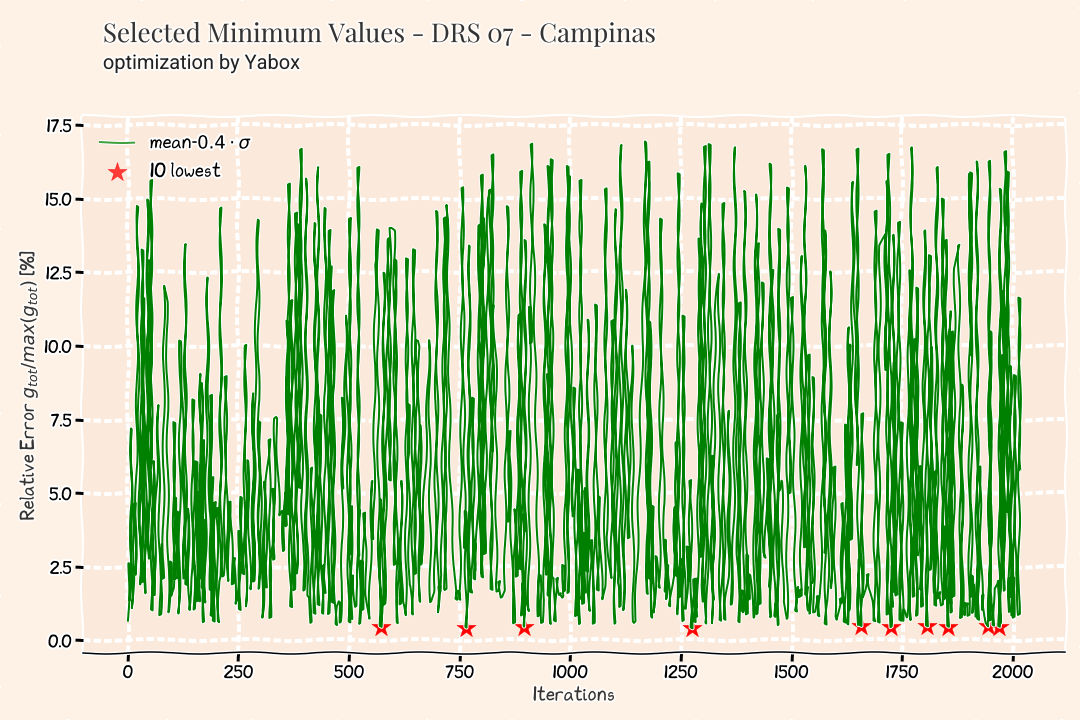 Selected Minimum Values - DRS 07 - Campinas
optimization by Yabox
mean-0.4 · σ
10 lowest
Relative Error g_tot/max(g_tot) [%]
17.5
15.0
12.5
10.0
7.5
5.0
2.5
0.0
0 250 500 750 1000 1250 1500 1750 2000
Iterations